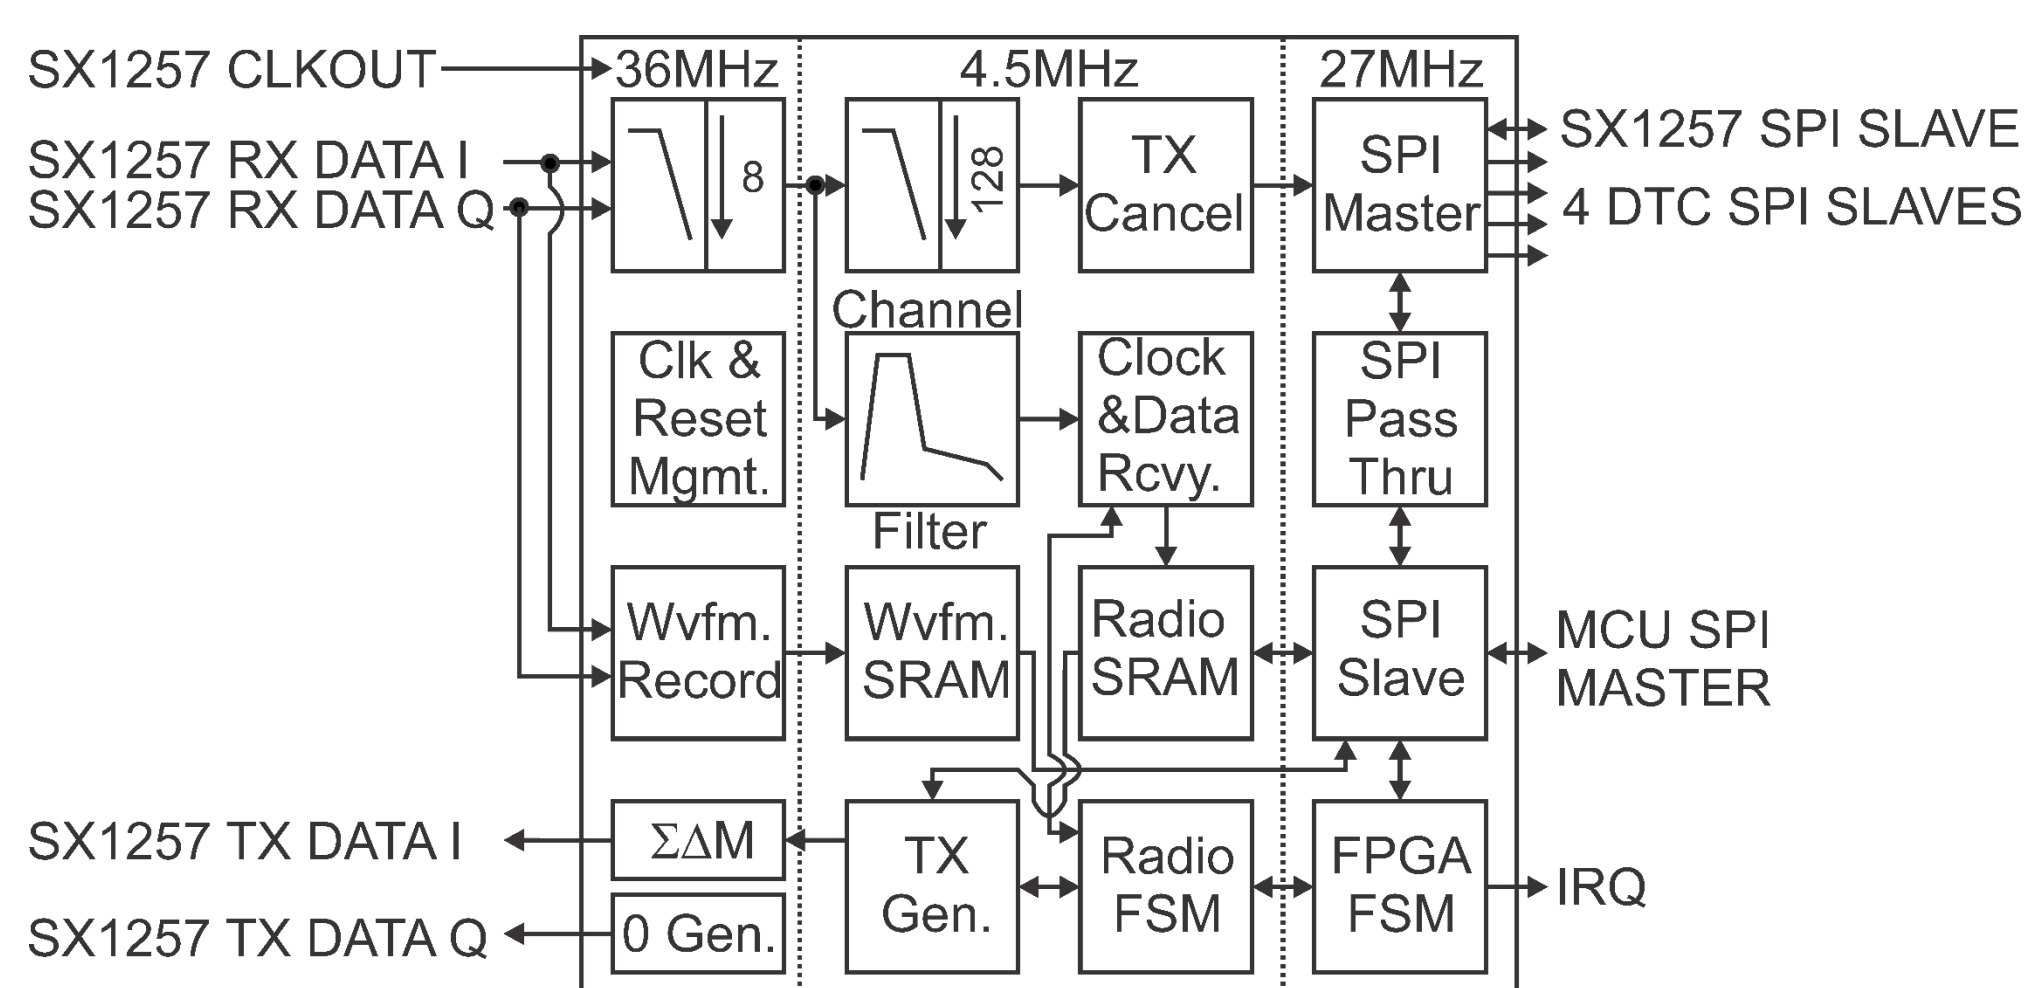 SX1257 CLKOUT
36MHz
4.5MHz
27MHz
SX1257 RX DATA I
SX1257 RX DATA Q
8
128
TX
Cancel
SPI
Master
SX1257 SPI SLAVE
4 DTC SPI SLAVES
Clk &
Reset
Mgmt.
Channel
Filter
Clock
&Data
Rcvy.
SPI
Pass
Thru
Wvfm.
Record
Wvfm.
SRAM
Radio
SRAM
SPI
Slave
MCU SPI
MASTER
SX1257 TX DATA I
SX1257 TX DATA Q
ΣΔM
0 Gen.
TX
Gen.
Radio
FSM
FPGA
FSM
IRQ